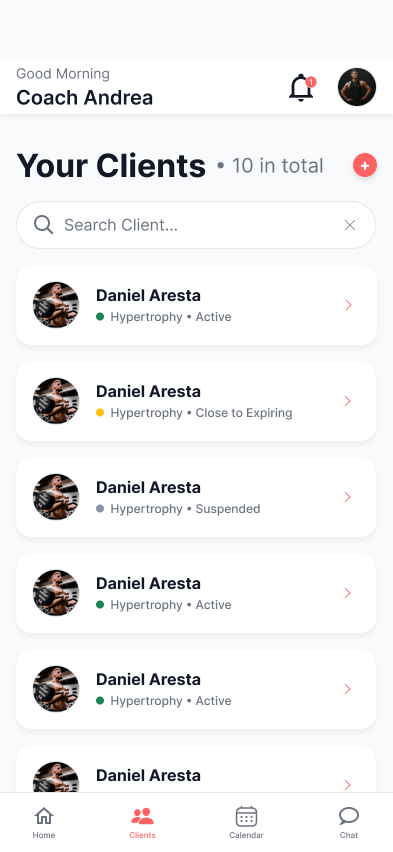 Good Morning
Coach Andrea
1
Your Clients • 10 in total
+
Search Client...
Daniel Aresta
Hypertrophy • Active
Daniel Aresta
Hypertrophy • Close to Expiring
Daniel Aresta
Hypertrophy • Suspended
Daniel Aresta
Hypertrophy • Active
Daniel Aresta
Hypertrophy • Active
Daniel Aresta
Home
Clients
Calendar
Chat